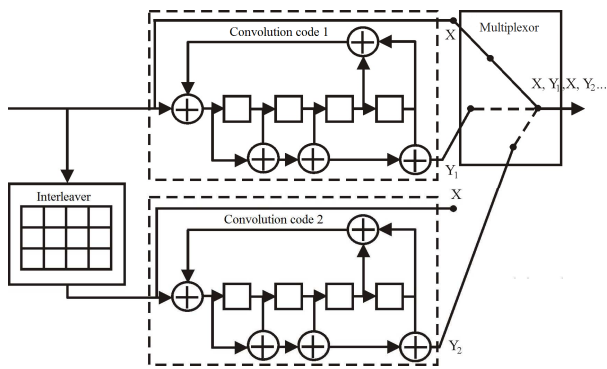 Convolution code 1
X
Multiplexor
X, Y₁,X, Y₂...
Y₁
Interleaver
X
Convolution code 2
Y₂